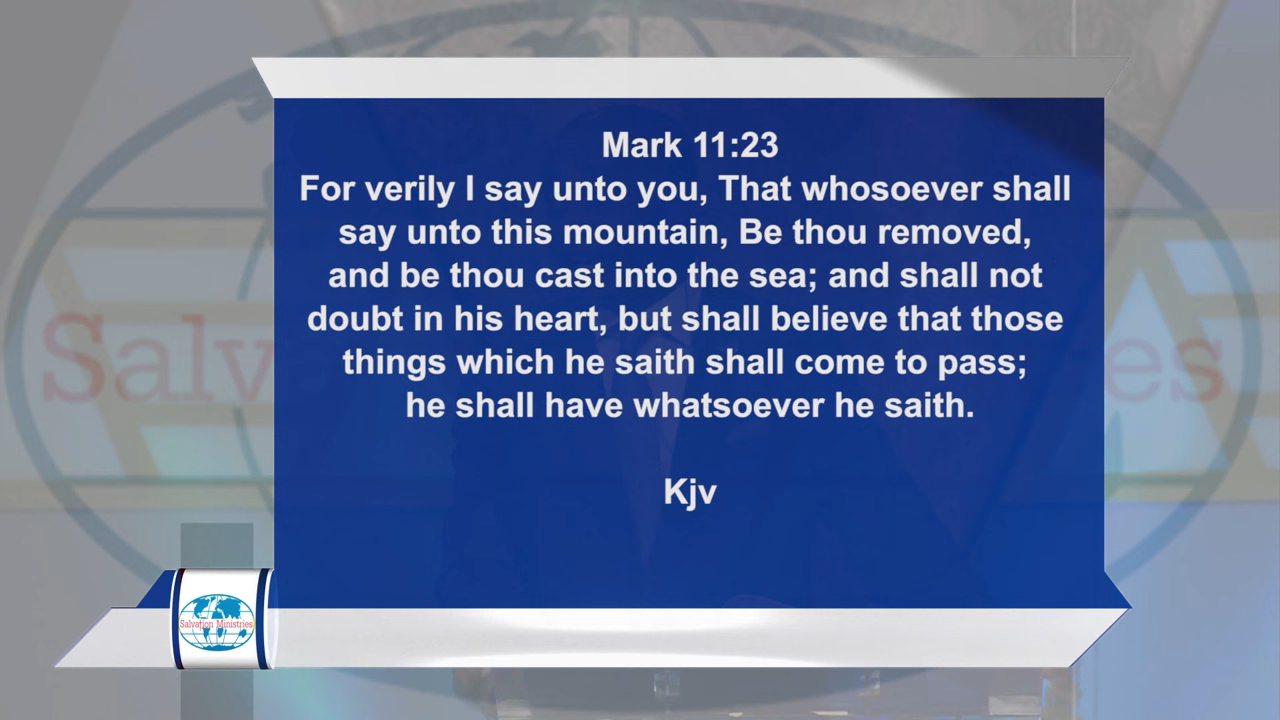 Mark 11:23
For verily I say unto you, That whosoever shall
say unto this mountain, Be thou removed,
and be thou cast into the sea; and shall not
doubt in his heart, but shall believe that those
things which he saith shall come to pass;
he shall have whatsoever he saith.
Kjv
Salv
es
Salvation Ministries